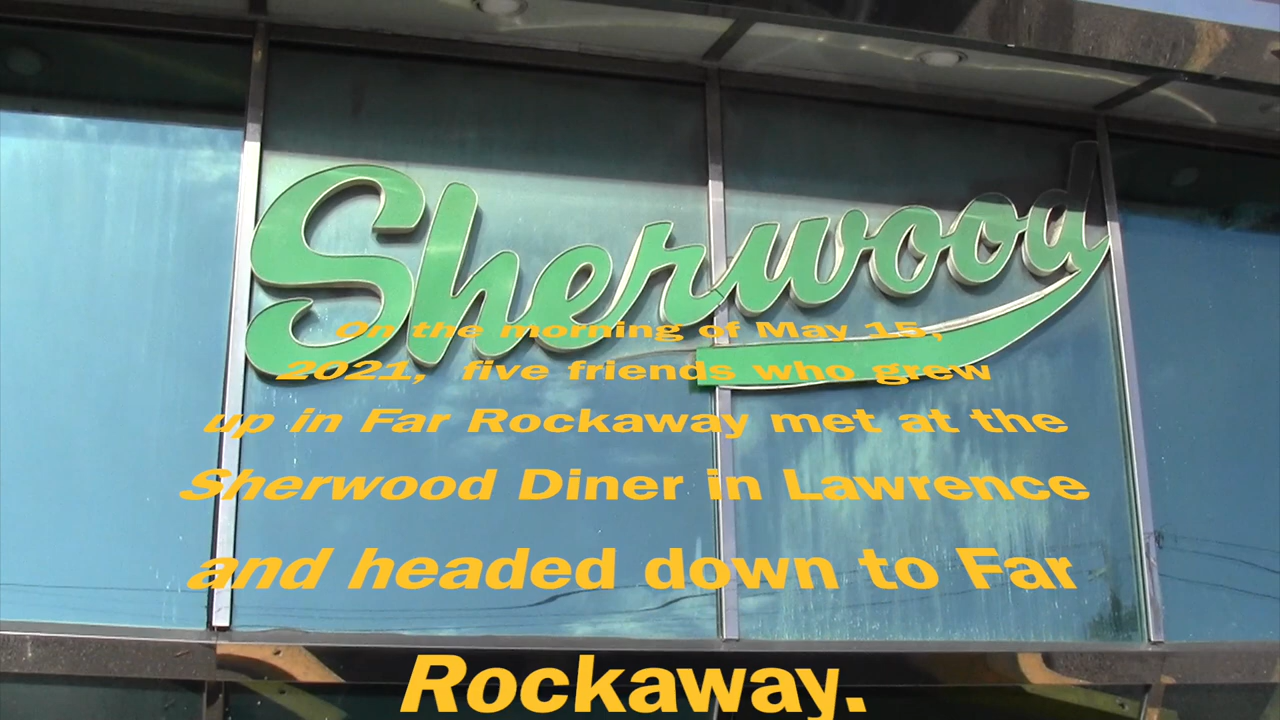 Sherwood
On the morning of May 15,
2021, five friends who grew
up in Far Rockaway met at the
Sherwood Diner in Lawrence
and headed down to Far
Rockaway.